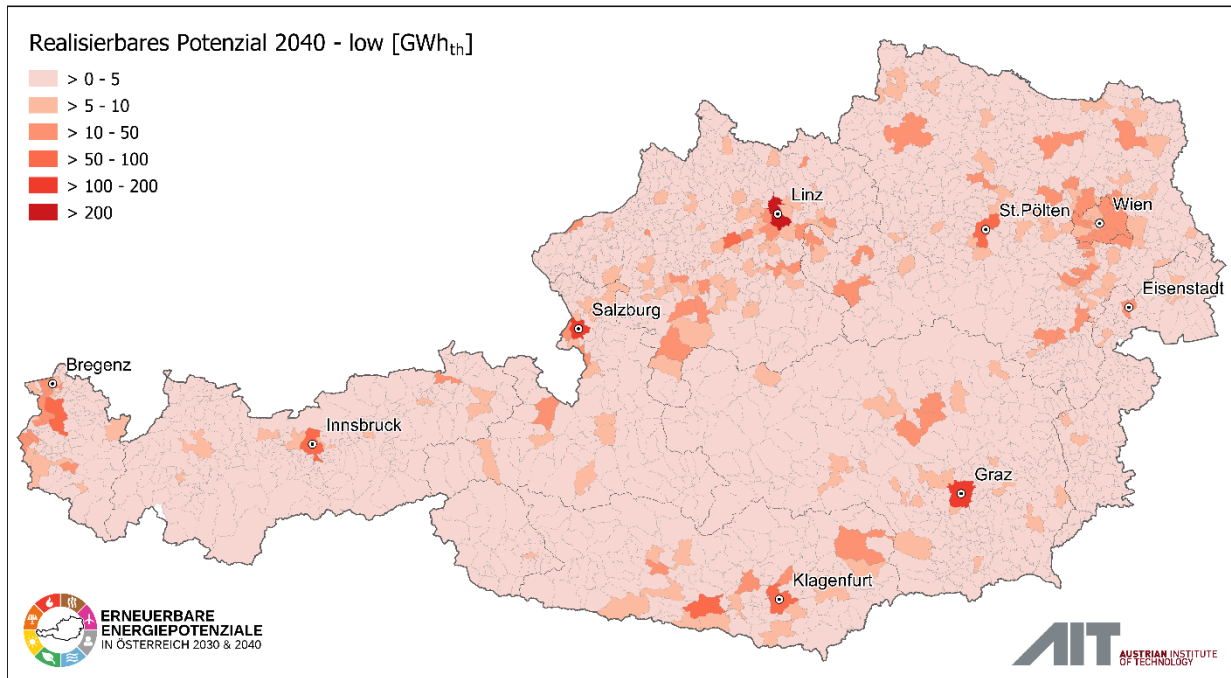 Realisierbares Potenzial 2040 - low [GWhth]
> 0 - 5
> 5 - 10
> 10 - 50
> 50 - 100
> 100 - 200
> 200
Linz
St.Pölten
Wien
Eisenstadt
Salzburg
Bregenz
Innsbruck
Graz
Klagenfurt
ERNEUERBARE
ENERGIEPOTENZIALE
IN ÖSTERREICH 2030 & 2040
AIT AUSTRIAN INSTITUTE
OF TECHNOLOGY